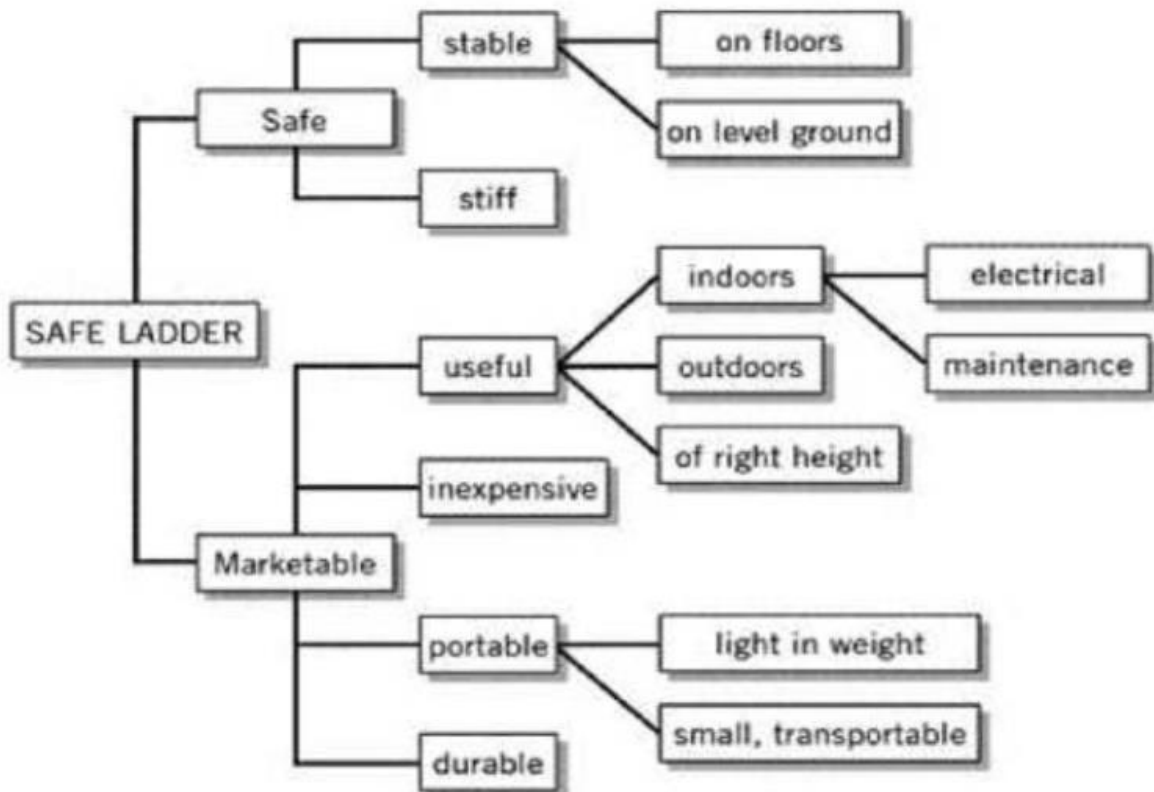 stable
on floors
Safe
on level ground
stiff
indoors
electrical
SAFE LADDER
useful
outdoors
maintenance
of right height
inexpensive
Marketable
portable
light in weight
small, transportable
durable